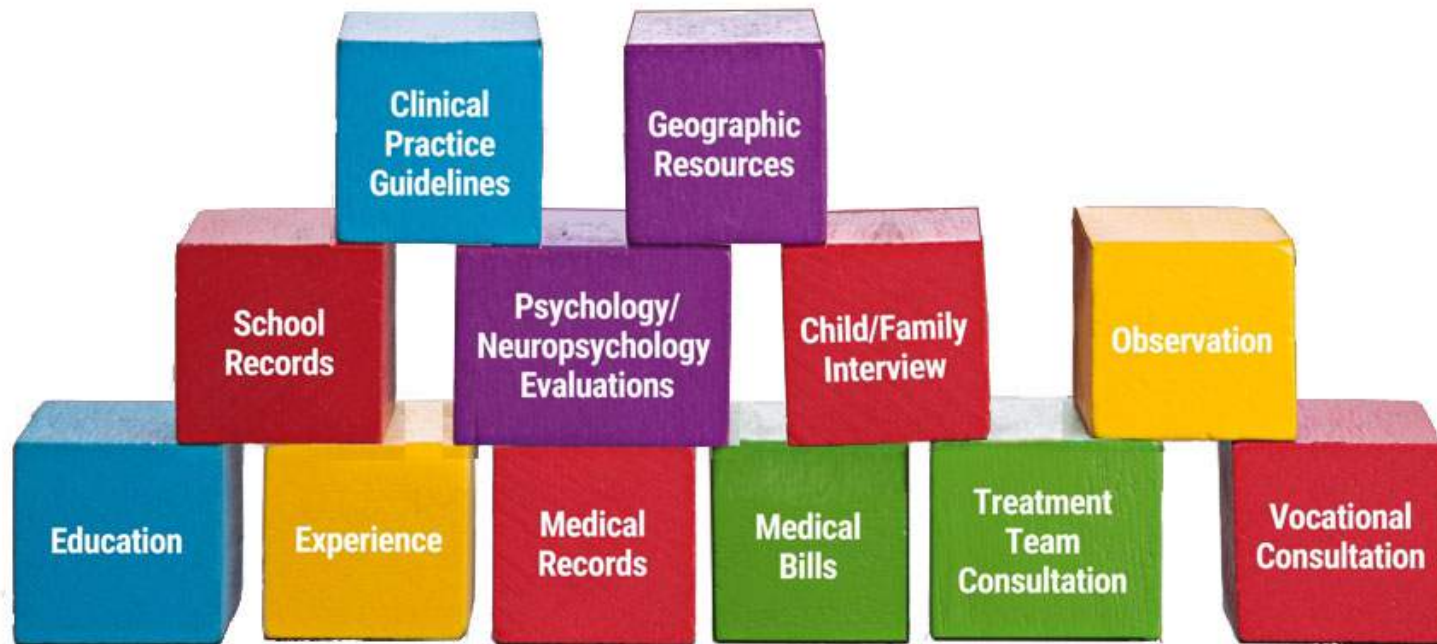 Clinical
Practice
Guidelines
Geographic
Resources
School
Records
Psychology/
Neuropsychology
Evaluations
Child/Family
Interview
Observation
Education
Experience
Medical
Records
Medical
Bills
Treatment
Team
Consultation
Vocational
Consultation